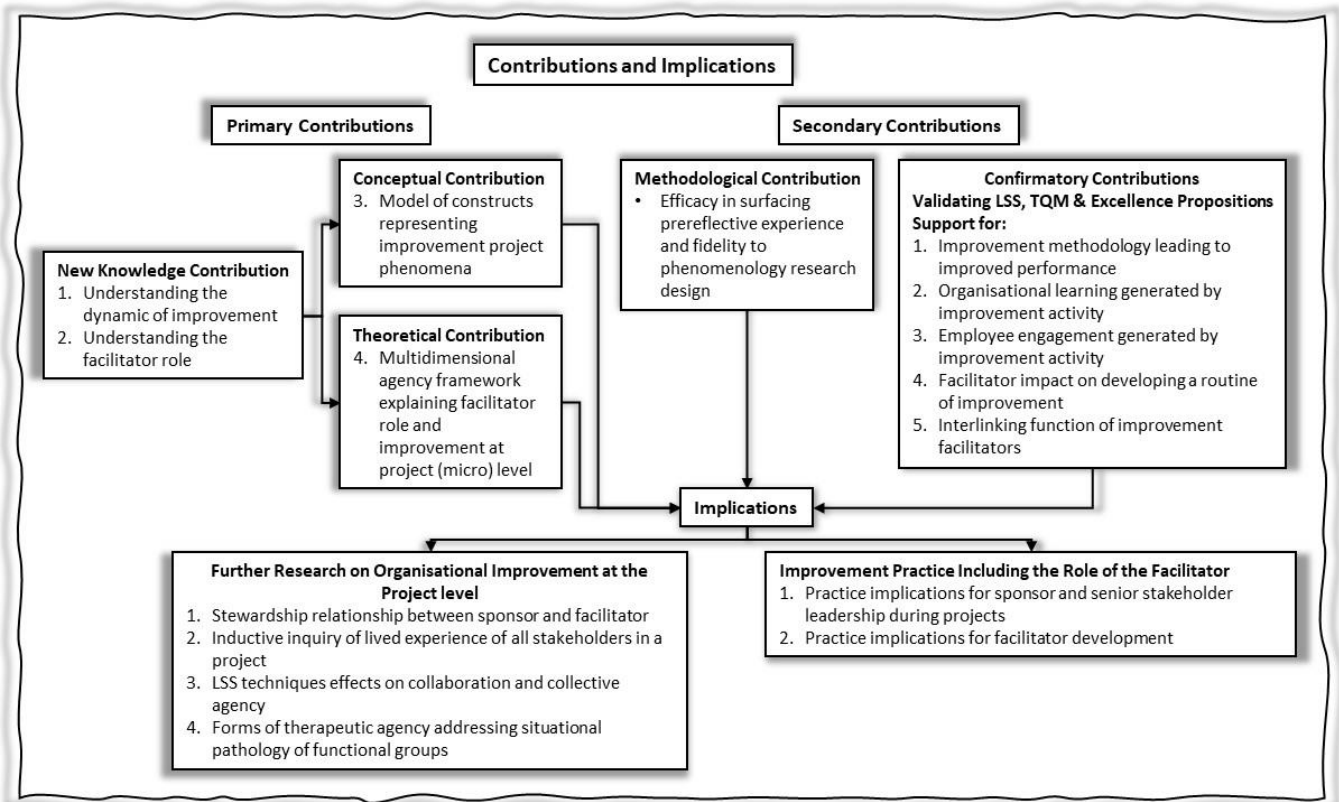 Contributions and Implications
Primary Contributions
Secondary Contributions
New Knowledge Contribution
1. Understanding the
dynamic of improvement
2. Understanding the
facilitator role
Conceptual Contribution
3. Model of constructs
representing
improvement project
phenomena
Theoretical Contribution
4. Multidimensional
agency framework
explaining facilitator
role and
improvement at
project (micro) level
Methodological Contribution
• Efficacy in surfacing
prereflective experience
and fidelity to
phenomenology research
design
Confirmatory Contributions
Validating LSS, TQM & Excellence Propositions
Support for:
1. Improvement methodology leading to
improved performance
2. Organisational learning generated by
improvement activity
3. Employee engagement generated by
improvement activity
4. Facilitator impact on developing a routine
of improvement
5. Interlinking function of improvement
facilitators
Implications
Further Research on Organisational Improvement at the
Project level
1. Stewardship relationship between sponsor and facilitator
2. Inductive inquiry of lived experience of all stakeholders in a
project
3. LSS techniques effects on collaboration and collective
agency
4. Forms of therapeutic agency addressing situational
pathology of functional groups
Improvement Practice Including the Role of the Facilitator
1. Practice implications for sponsor and senior stakeholder
leadership during projects
2. Practice implications for facilitator development